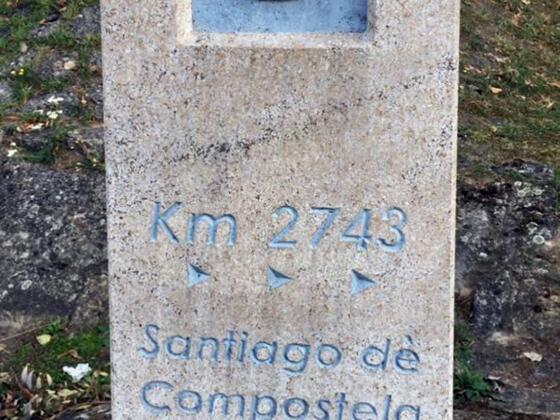 Km 2743
Santiago dè
Compostela